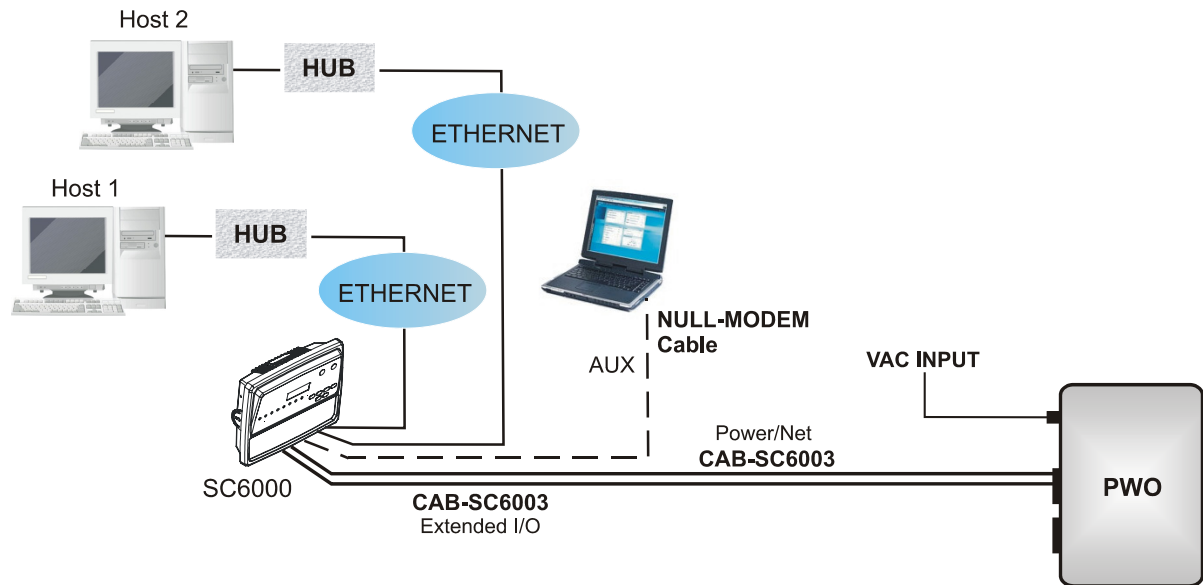 Host 2
HUB
ETHERNET
Host 1
HUB
ETHERNET
NULL-MODEM
Cable
AUX
VAC INPUT
Power/Net
CAB-SC6003
PWO
SC6000
CAB-SC6003
Extended I/O